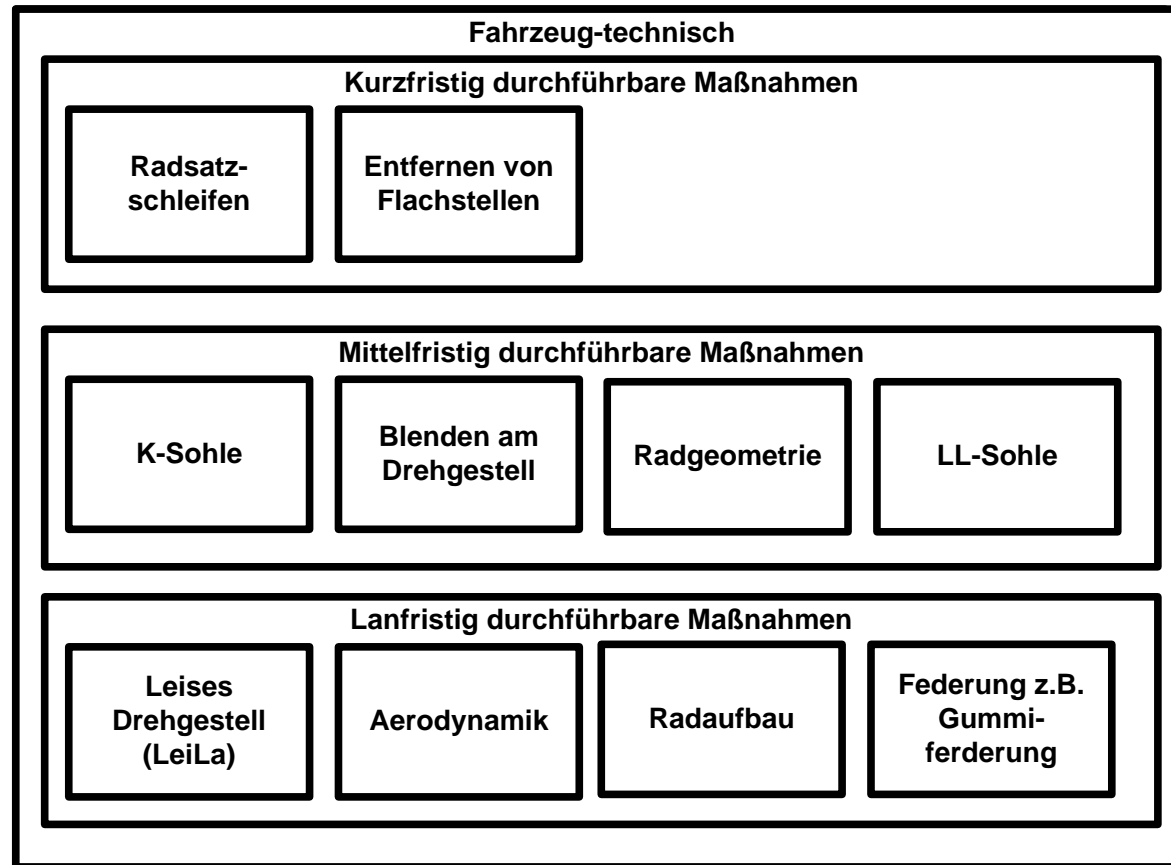 Fahrzeug-technisch
Kurzfristig durchführbare Maßnahmen
Radsatz-
schleifen
Entfernen von
Flachstellen
Mittelfristig durchführbare Maßnahmen
K-Sohle
Blenden am
Drehgestell
Radgeometrie
LL-Sohle
Lanfristig durchführbare Maßnahmen
Leises
Drehgestell
(LeiLa)
Aerodynamik
Radaufbau
Federung z.B.
Gummi-
ferderung